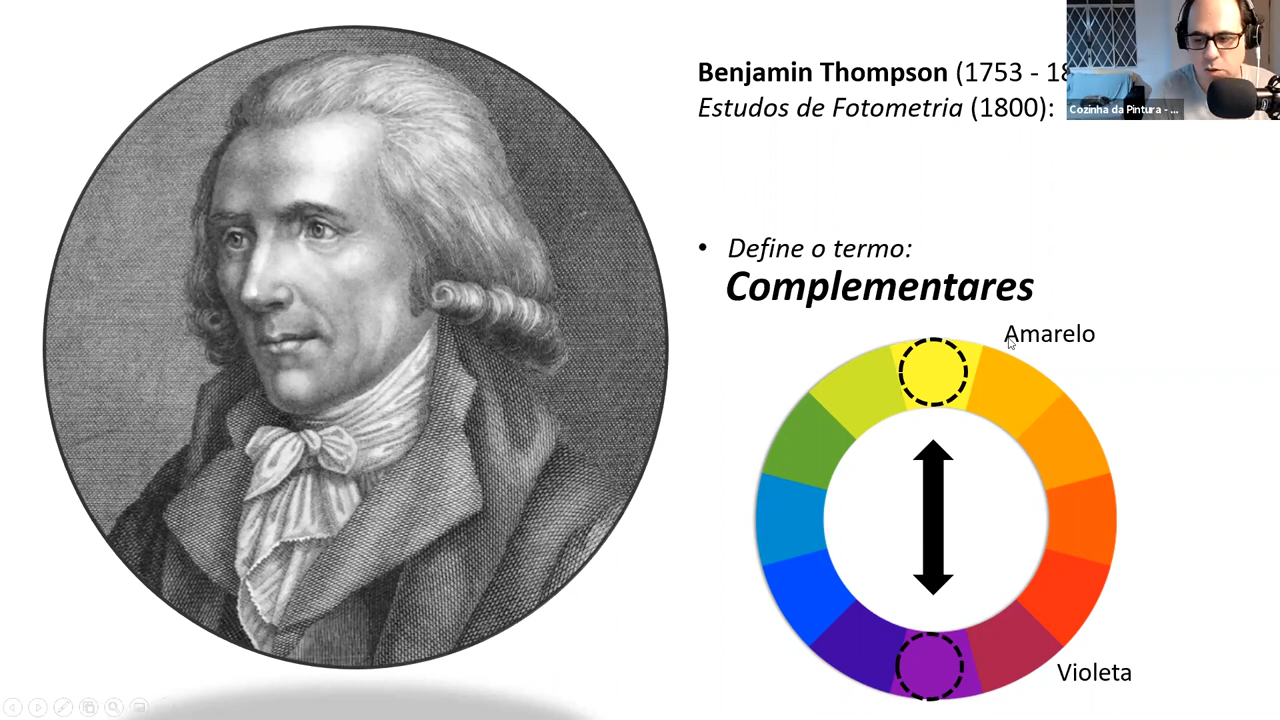 Benjamin Thompson (1753 - 18
Estudos de Fotometria (1800):
Cozinha da Pintura - ...
• Define o termo:
Complementares
Amarelo
Violeta